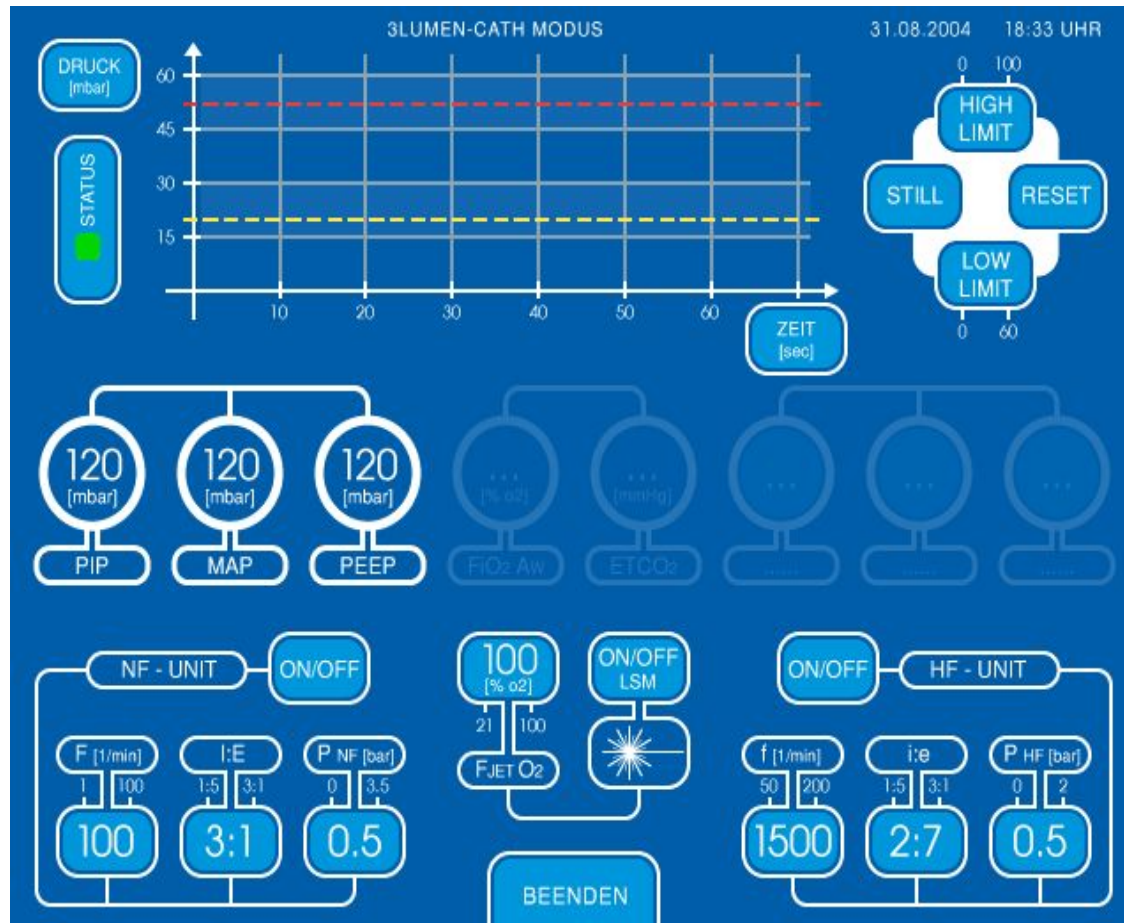 3LUMEN-CATH MODUS
31.08.2004 18:33 UHR
DRUCK
[mbar]
60
45
30
15
STATUS
10 20 30 40 50 60
ZEIT
[sec]
0 100
HIGH
LIMIT
STILL
RESET
LOW
LIMIT
0 60
120
[mbar]
PIP
120
[mbar]
MAP
120
[mbar]
PEEP
...
[% o2]
FiO2 Aw
...
[mmHg]
ETCO2
...
......
...
......
...
......
NF - UNIT
ON/OFF
F [1/min]
1 100
100
I:E
1:5 3:1
3:1
P NF [bar]
0 3.5
0.5
100
[% o2]
21 100
FJET O2
ON/OFF
LSM
BEENDEN
ON/OFF
HF - UNIT
f [1/min]
50 200
1500
i:e
1:5 3:1
2:7
P HF [bar]
0 2
0.5